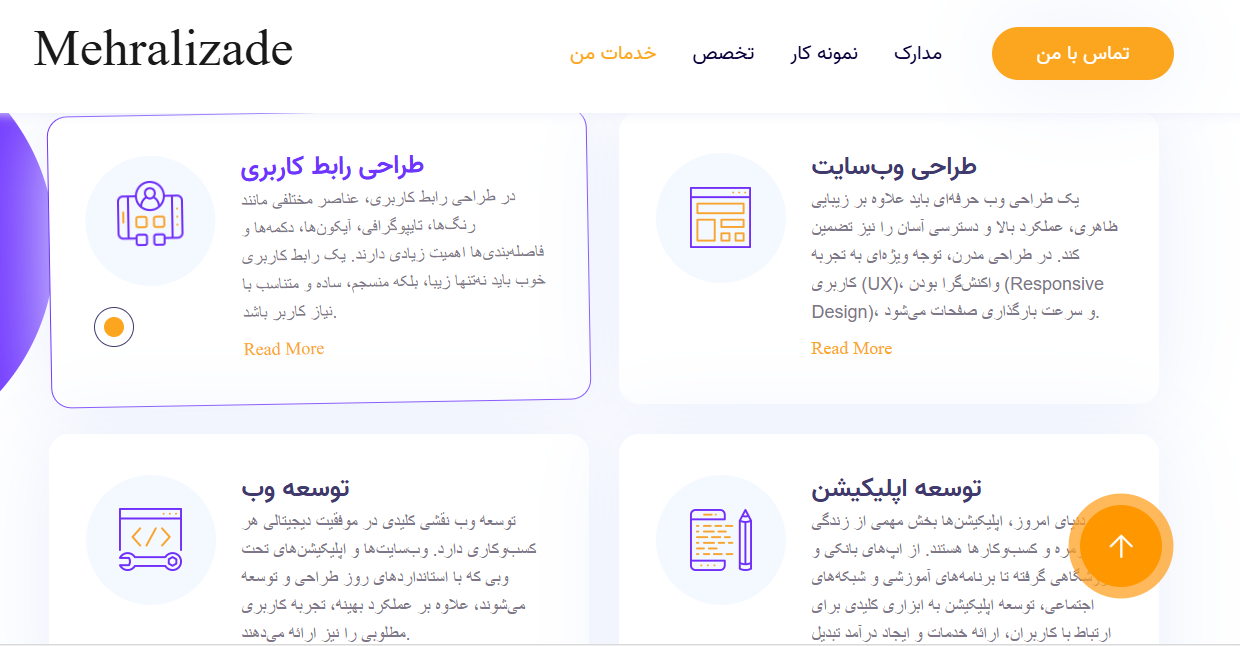 Mehralizade
تماس با من
مدارک
نمونه کار
تخصص
خدمات من
طراحی وب‌سایت
یک طراحی وب حرفه‌ای باید علاوه بر زیبایی
ظاهری، عملکرد بالا و دسترسی آسان را نیز تضمین
کند. در طراحی مدرن، توجه ویژه‌ای به تجربه
کاربری (UX)، واکنش‌گرا بودن (Responsive
Design)، و سرعت بارگذاری صفحات می‌شود.
Read More
طراحی رابط کاربری
در طراحی رابط کاربری، عناصر مختلفی مانند
رنگ‌ها، تایپوگرافی، آیکون‌ها، دکمه‌ها و
فاصله‌بندی‌ها اهمیت زیادی دارند. یک رابط کاربری
خوب باید نه‌تنها زیبا، بلکه منسجم، ساده و متناسب با
نیاز کاربر باشد.
Read More
توسعه اپلیکیشن
دنیای امروز، اپلیکیشن‌ها بخش مهمی از زندگی
و کسب‌وکارها هستند. از اپ‌های بانکی و
گرفته تا برنامه‌های آموزشی و شبکه‌های
اجتماعی، توسعه اپلیکیشن به ابزاری کلیدی برای
ارتباط با کاربران، ارائه خدمات و ایجاد درآمد تبدیل
توسعه وب
توسعه وب نقشی کلیدی در موفقیت دیجیتالی هر
کسب‌وکاری دارد. وب‌سایت‌ها و اپلیکیشن‌های تحت
وبی که با استانداردهای روز طراحی و توسعه
می‌شوند، علاوه بر عملکرد بهینه، تجربه کاربری
مطلوبی را نیز ارائه می‌دهند.